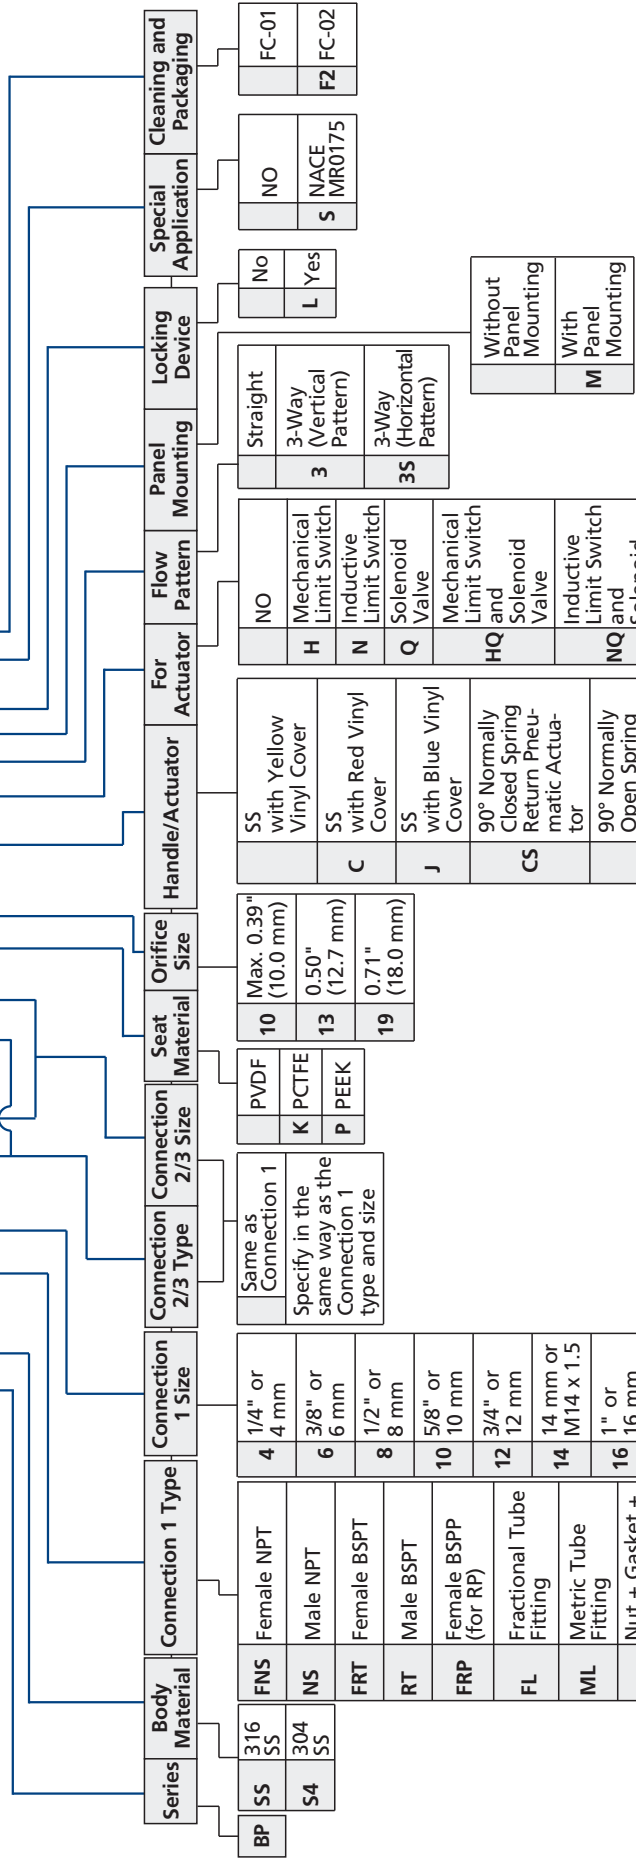 Series
BP
Body
Material
SS 316
SS
S4 304
SS
Connection 1 Type
FNS Female NPT
NS Male NPT
FRT Female BSPT
RT Male BSPT
FRP Female BSPP
(for RP)
FL Fractional Tube
Fitting
ML Metric Tube
Fitting
Nut + Gasket +
Connection
1 Size
4 1/4" or
4 mm
6 3/8" or
6 mm
8 1/2" or
8 mm
10 5/8" or
10 mm
12 3/4" or
12 mm
14 14 mm or
M14 x 1.5
16 1" or
16 mm
Connection
2/3 Type
Connection
2/3 Size
Same as
Connection 1
Specify in the
same way as the
Connection 1
type and size
Seat
Material
PVDF
K PCTFE
P PEEK
Orifice
Size
10 Max. 0.39"
(10.0 mm)
13 0.50"
(12.7 mm)
19 0.71"
(18.0 mm)
Handle/Actuator
SS
with Yellow
Vinyl Cover
C SS
with Red Vinyl
Cover
J SS
with Blue Vinyl
Cover
CS 90° Normally
Closed Spring
Return Pneu-
matic Actua-
tor
90° Normally
Open Spring
For
Actuator
NO
H Mechanical
Limit Switch
N Inductive
Limit Switch
Q Solenoid
Valve
HQ Mechanical
Limit Switch
and
Solenoid
Valve
NQ Inductive
Limit Switch
and
Solenoid
Flow
Pattern
Straight
3 3-Way
(Vertical
Pattern)
3S 3-Way
(Horizontal
Pattern)
Panel
Mounting
Without
Panel
Mounting
M With
Panel
Mounting
Locking
Device
No
L Yes
Special
Application
NO
S NACE
MR0175
Cleaning and
Packaging
FC-01
F2 FC-02